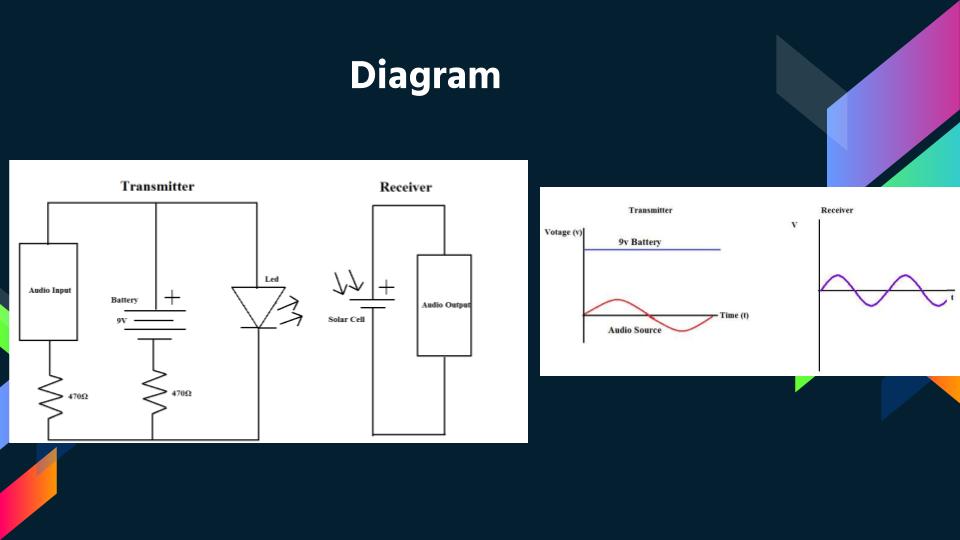 Diagram
Transmitter
Receiver
Audio Input
Battery
+
9V
Led
470Ω
470Ω
+
Solar Cell
Audio Output
Transmitter
Votage (v)
9v Battery
Time (t)
Audio Source
Receiver
V
t